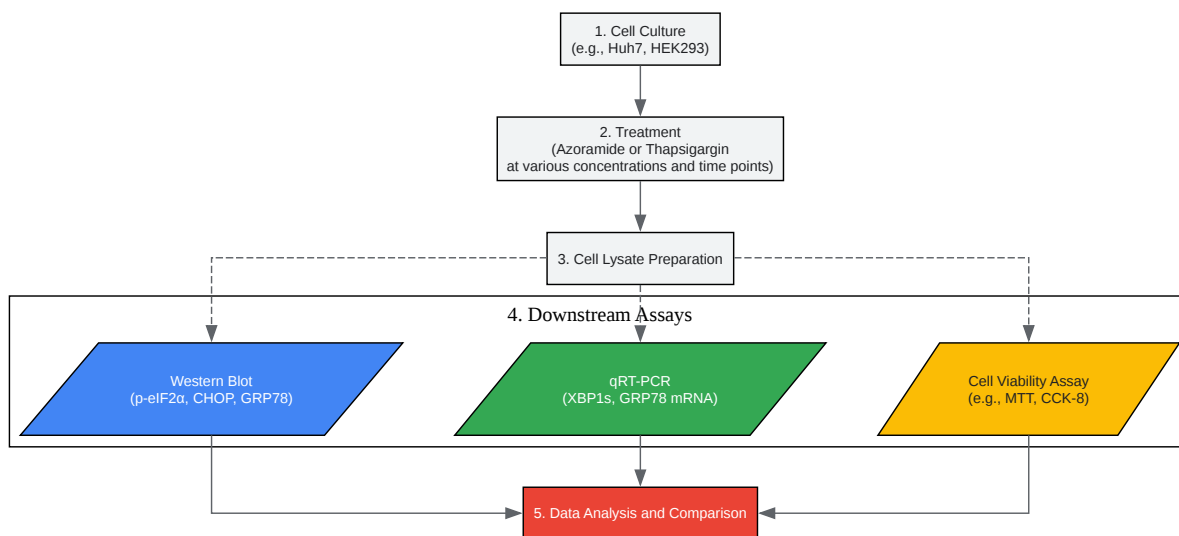 1. Cell Culture
(e.g., Huh7, HEK293)
2. Treatment
(Azoramide or Thapsigargin
at various concentrations and time points)
3. Cell Lysate Preparation
4. Downstream Assays
Western Blot
(p-eIF2α, CHOP, GRP78)
qRT-PCR
(XBP1s, GRP78 mRNA)
Cell Viability Assay
(e.g., MTT, CCK-8)
5. Data Analysis and Comparison